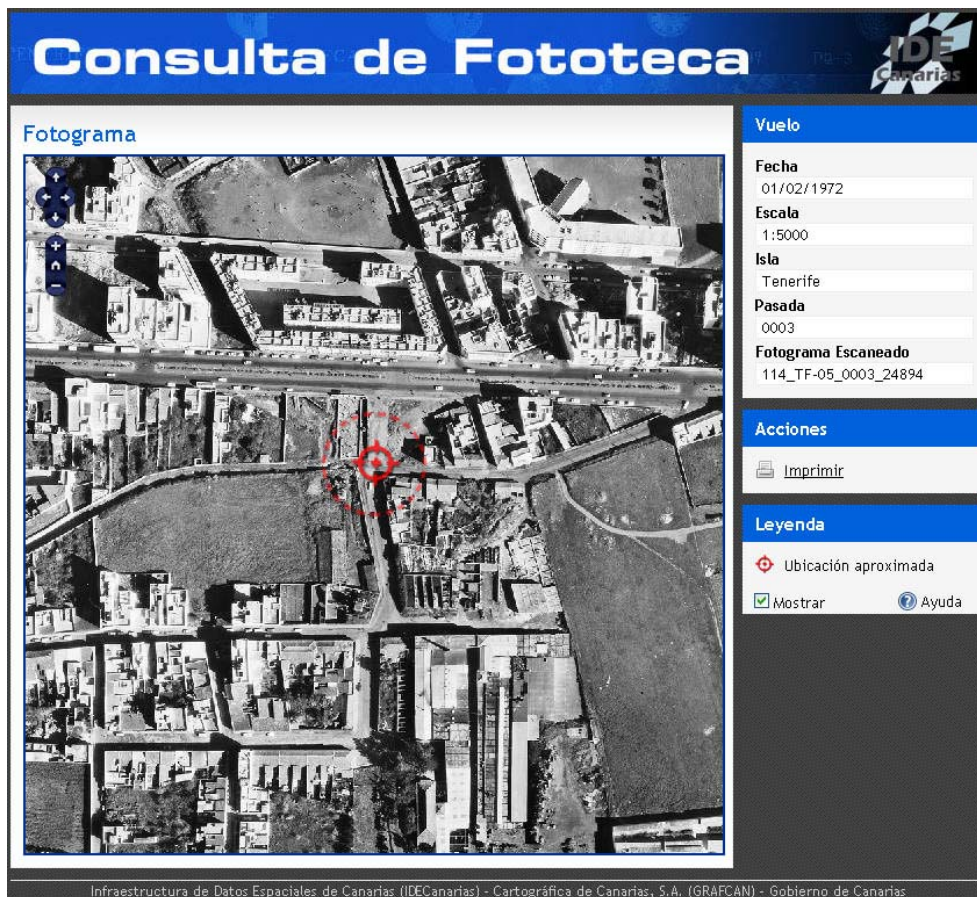 Consulta de Fototeca
IDE
Canarias
Fotograma
Vuelo
Fecha
01/02/1972
Escala
1:5000
Isla
Tenerife
Pasada
0003
Fotograma Escaneado
114_TF-05_0003_24894
Acciones
Imprimir
Leyenda
Ubicación aproximada
Mostrar
Ayuda
Infraestructura de Datos Espaciales de Canarias (IDECanarias) - Cartográfica de Canarias, S.A. (GRAFCAN) - Gobierno de Canarias